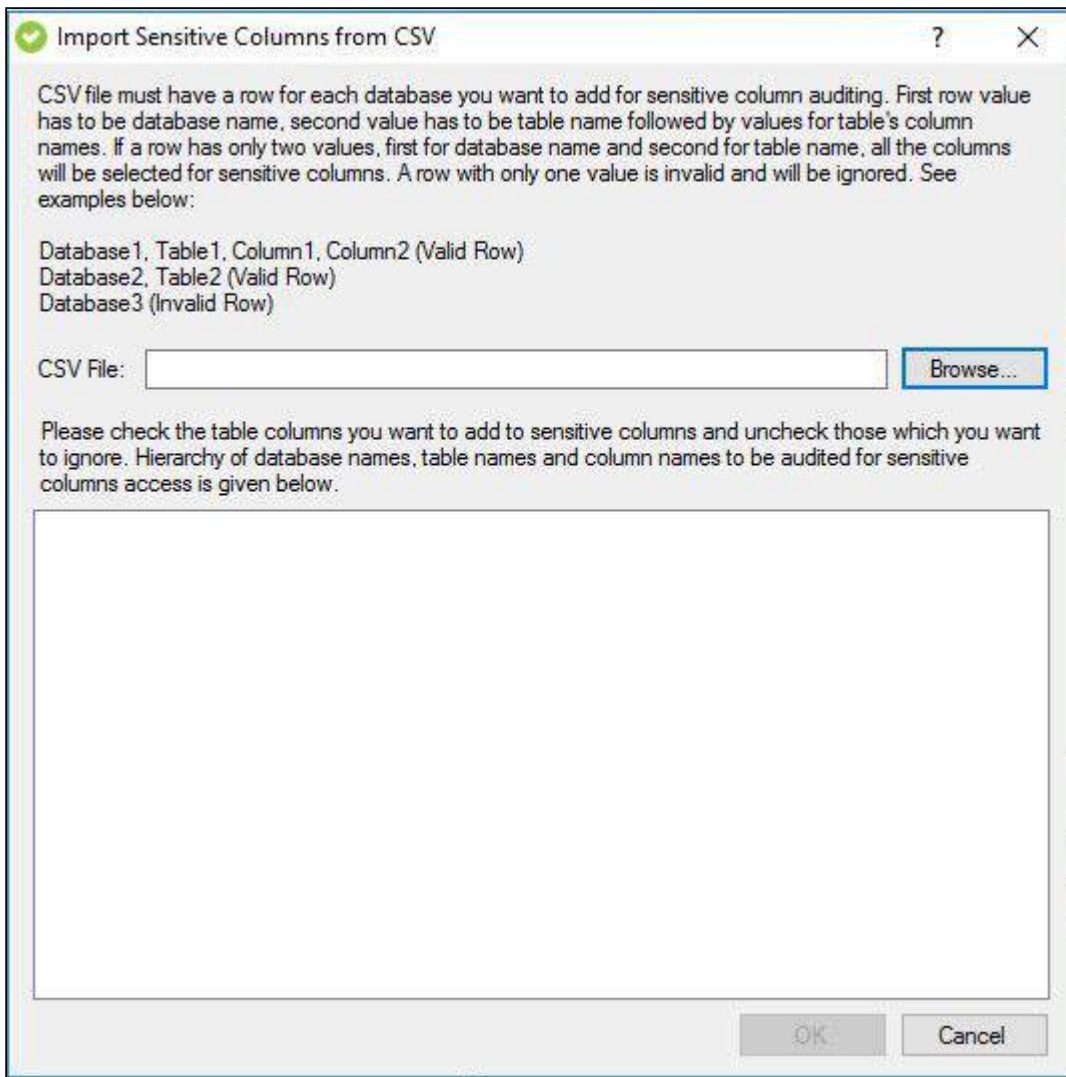 Import Sensitive Columns from CSV
?
CSV file must have a row for each database you want to add for sensitive column auditing. First row value
has to be database name, second value has to be table name followed by values for table's column
names. If a row has only two values, first for database name and second for table name, all the columns
will be selected for sensitive columns. A row with only one value is invalid and will be ignored. See
examples below:
Database1, Table1, Column1, Column2 (Valid Row)
Database2, Table2 (Valid Row)
Database3 (Invalid Row)
CSV File:
Browse...
Please check the table columns you want to add to sensitive columns and uncheck those which you want
to ignore. Hierarchy of database names, table names and column names to be audited for sensitive
columns access is given below.
OK
Cancel